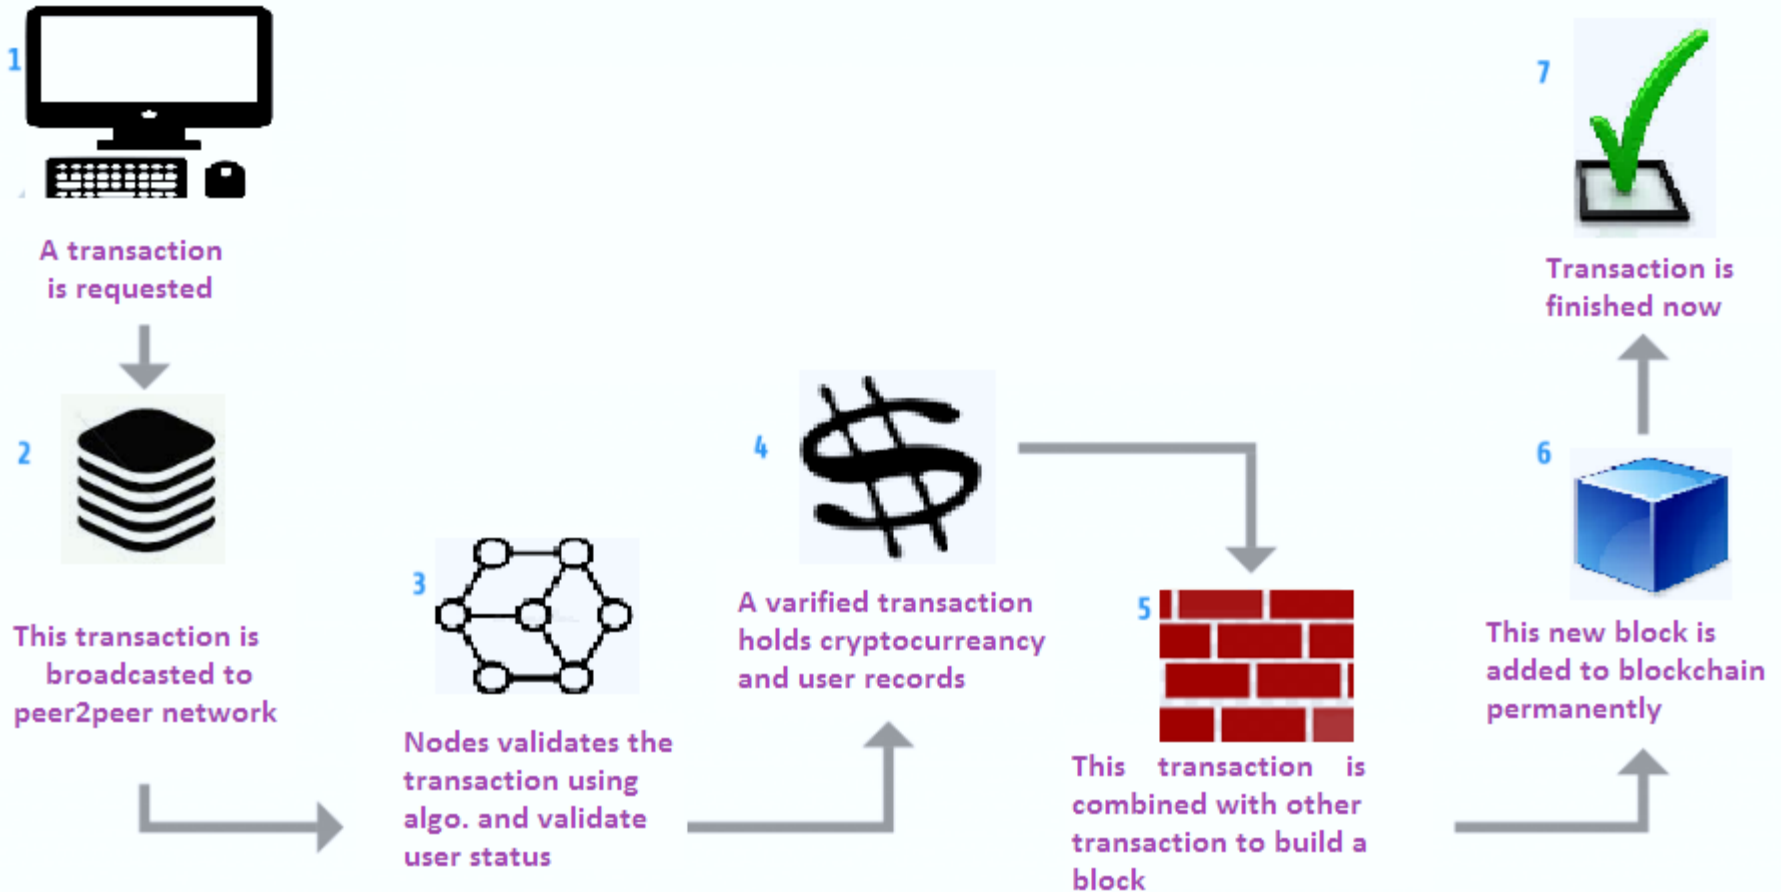 1
A transaction
is requested
2
This transaction is
broadcasted to
peer2peer network
3
Nodes validates the
transaction using
algo. and validate
user status
4
A varified transaction
holds cryptocurreancy
and user records
5
This transaction is
combined with other
transaction to build a
block
6
This new block is
added to blockchain
permanently
7
Transaction is
finished now